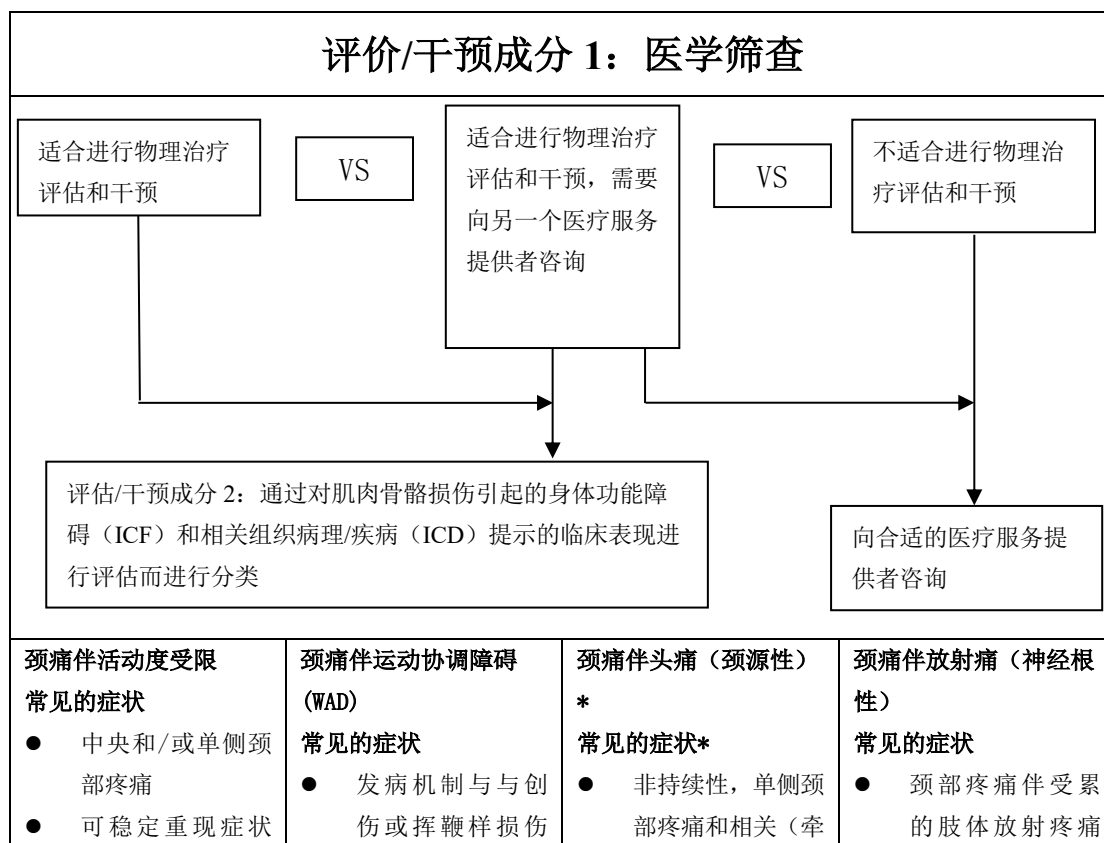 评价/干预成分 1：医学筛查
适合进行物理治疗
评估和干预
VS
适合进行物理治疗
评估和干预，需要
向另一个医疗服务
提供者咨询
VS
不适合进行物理治
疗评估和干预
评估/干预成分 2：通过对肌肉骨骼损伤引起的身体功能障
碍（ICF）和相关组织病理/疾病（ICD）提示的临床表现进
行评估而进行分类
向合适的医疗服务提
供者咨询
颈痛伴活动度受限
常见的症状
● 中央和/或单侧颈
部疼痛
● 可稳定重现症状
颈痛伴运动协调障碍
(WAD)
常见的症状
● 发病机制与与创
伤或挥鞭样损伤
颈痛伴头痛（颈源性）
*
常见的症状*
● 非持续性，单侧颈
部疼痛和相关（牵
颈痛伴放射痛（神经根
性）
常见的症状
● 颈部疼痛伴受累
的肢体放射疼痛